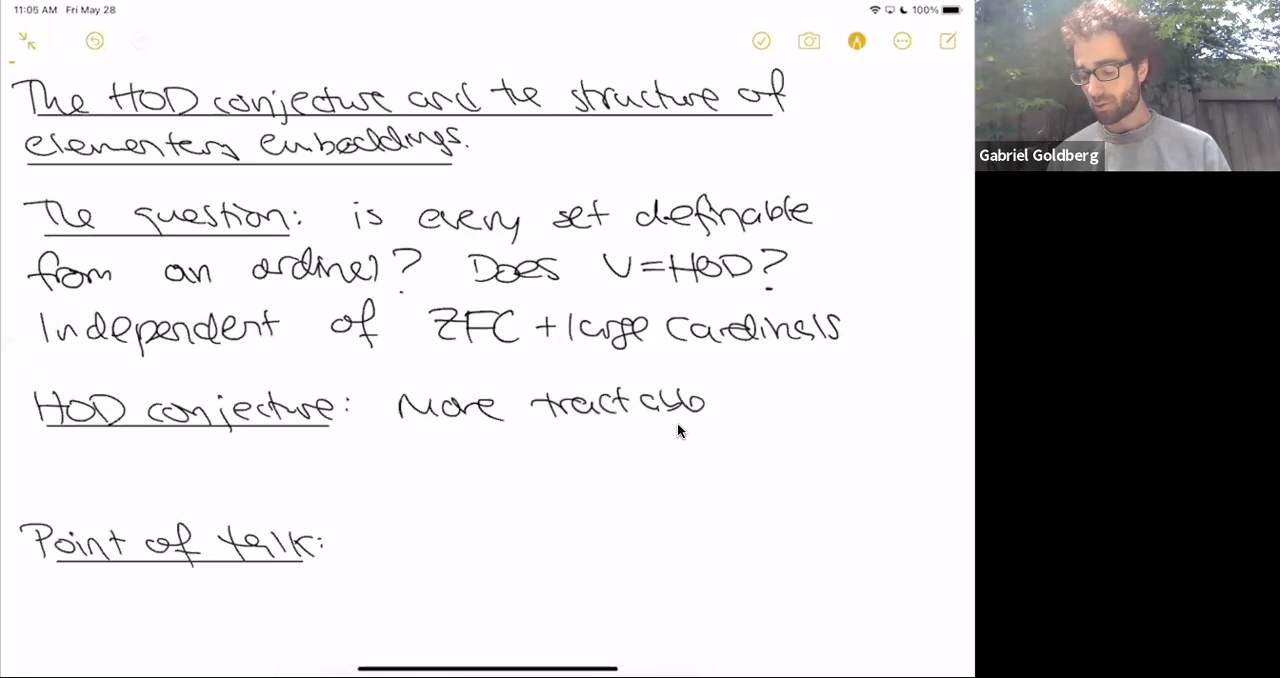 11:05 AM Fri May 28
100%
The HOD conjecture and the structure of
elementary embeddings.
The question: is every set definable
from an ordinal? Does V=HOD?
Independent of ZFC + large cardinals
HOD conjecture: More tractab
Point of talk:
Gabriel Goldberg